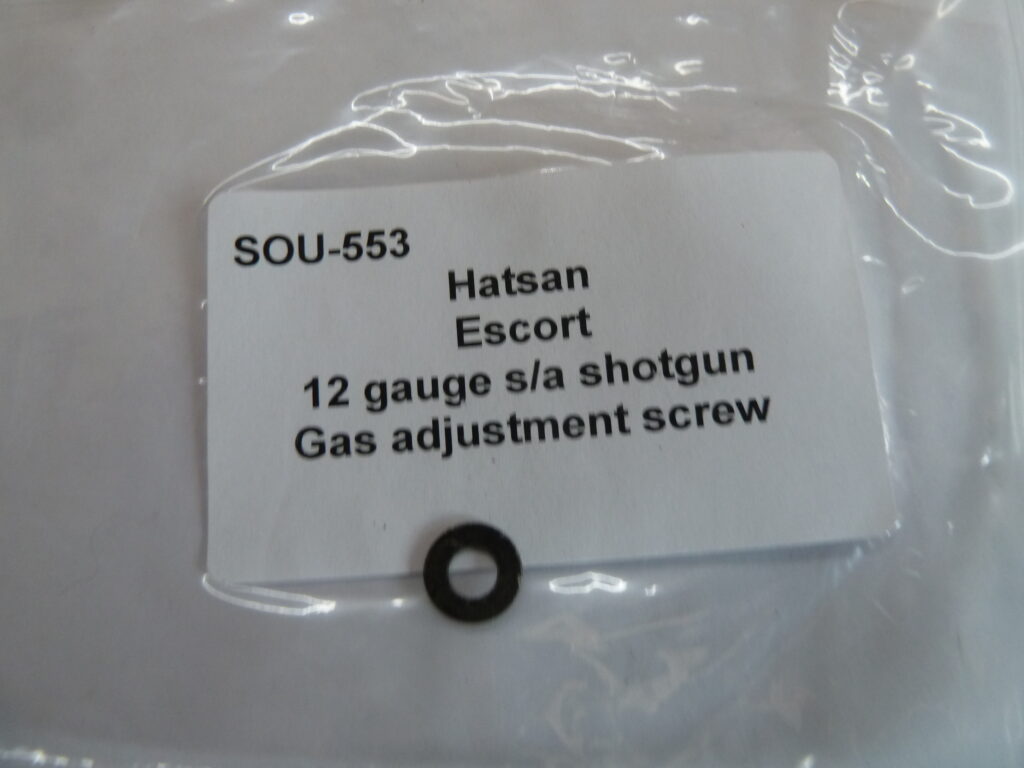 SOU-553
Hatsan
Escort
12 gauge s/a shotgun
Gas adjustment screw